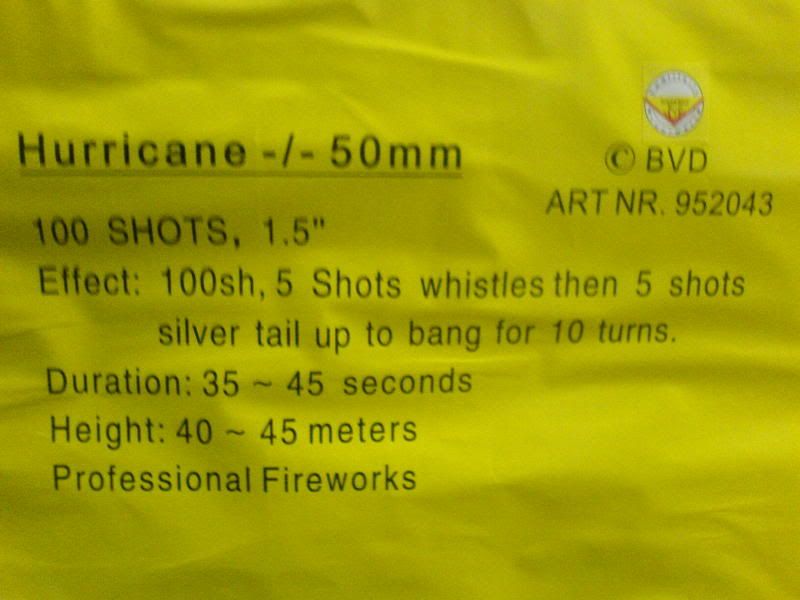 Hurricane -/- 50mm
© BVD
ART NR. 952043
100 SHOTS, 1.5"
Effect: 100sh, 5 Shots whistles then 5 shots
silver tail up to bang for 10 turns.
Duration: 35 ~ 45 seconds
Height: 40 ~ 45 meters
Professional Fireworks